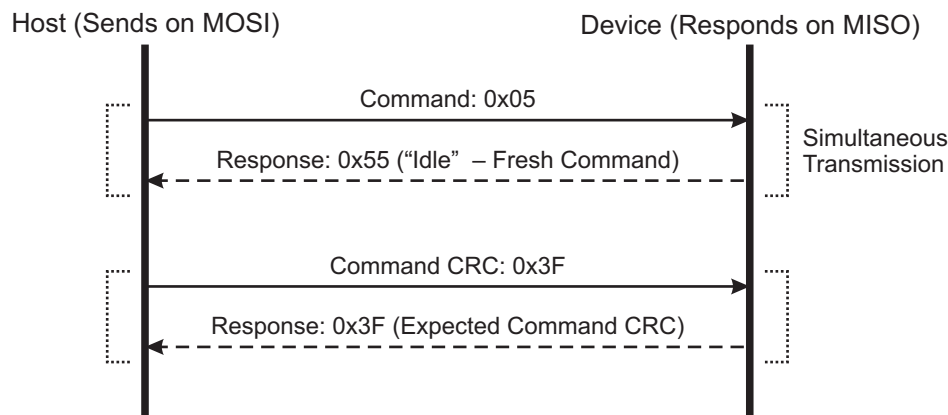 Host (Sends on MOSI)
Device (Responds on MISO)
Command: 0x05
Response: 0x55 (“Idle” – Fresh Command)
Simultaneous
Transmission
Command CRC: 0x3F
Response: 0x3F (Expected Command CRC)